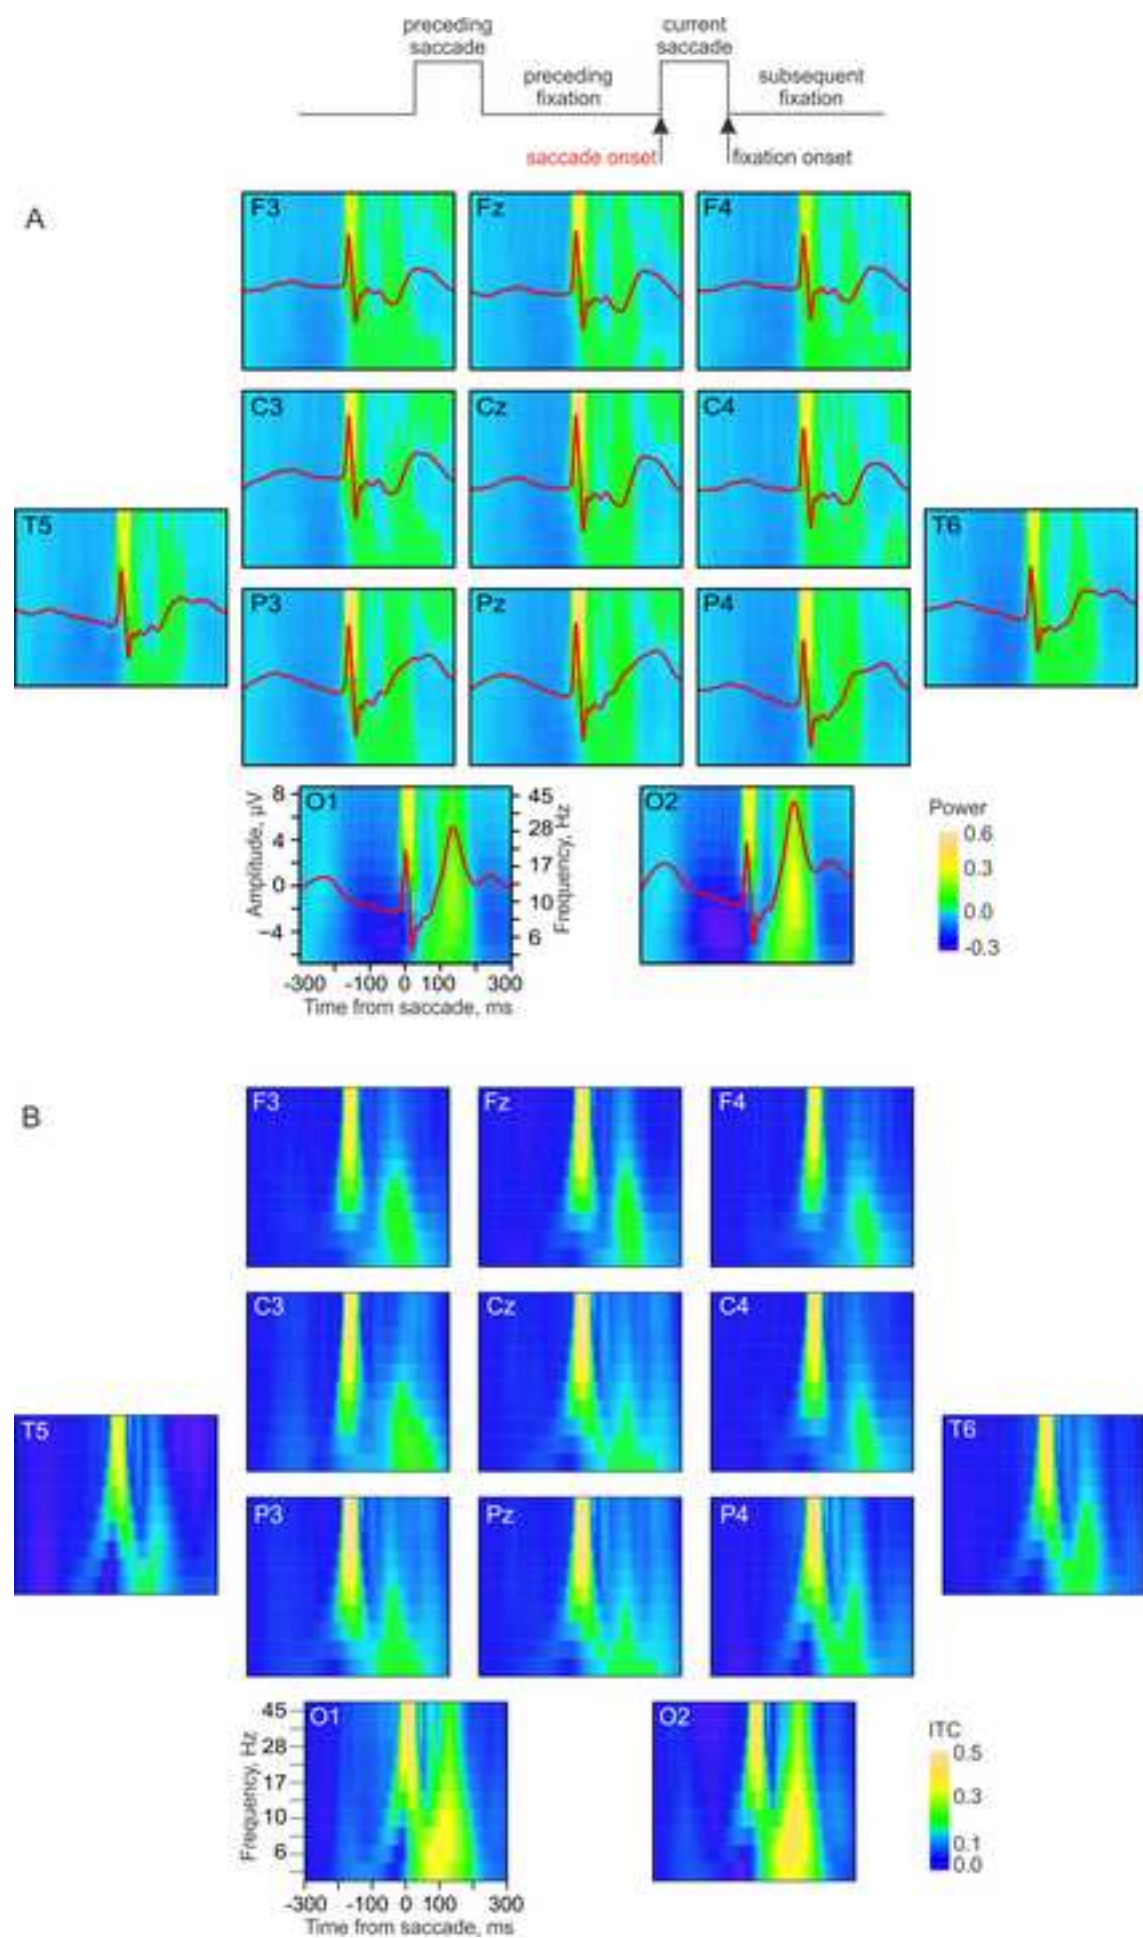 preceding
saccade
current
saccade
preceding
fixation
subsequent
fixation
saccade onset
fixation onset
A
F3
Fz
F4
C3
Cz
C4
T5
T6
P3
Pz
P4
O1
O2
Amplitude, µV
8
4
0
−4
45
28
17
10
6
Frequency, Hz
-300 -100 0 100 300
Time from saccade, ms
Power
0.6
0.3
0.0
-0.3
B
F3
Fz
F4
C3
Cz
C4
T5
T6
P3
Pz
P4
O1
O2
Frequency, Hz
45
28
17
10
6
-300 -100 0 100 300
Time from saccade, ms
ITC
0.5
0.3
0.1
0.0